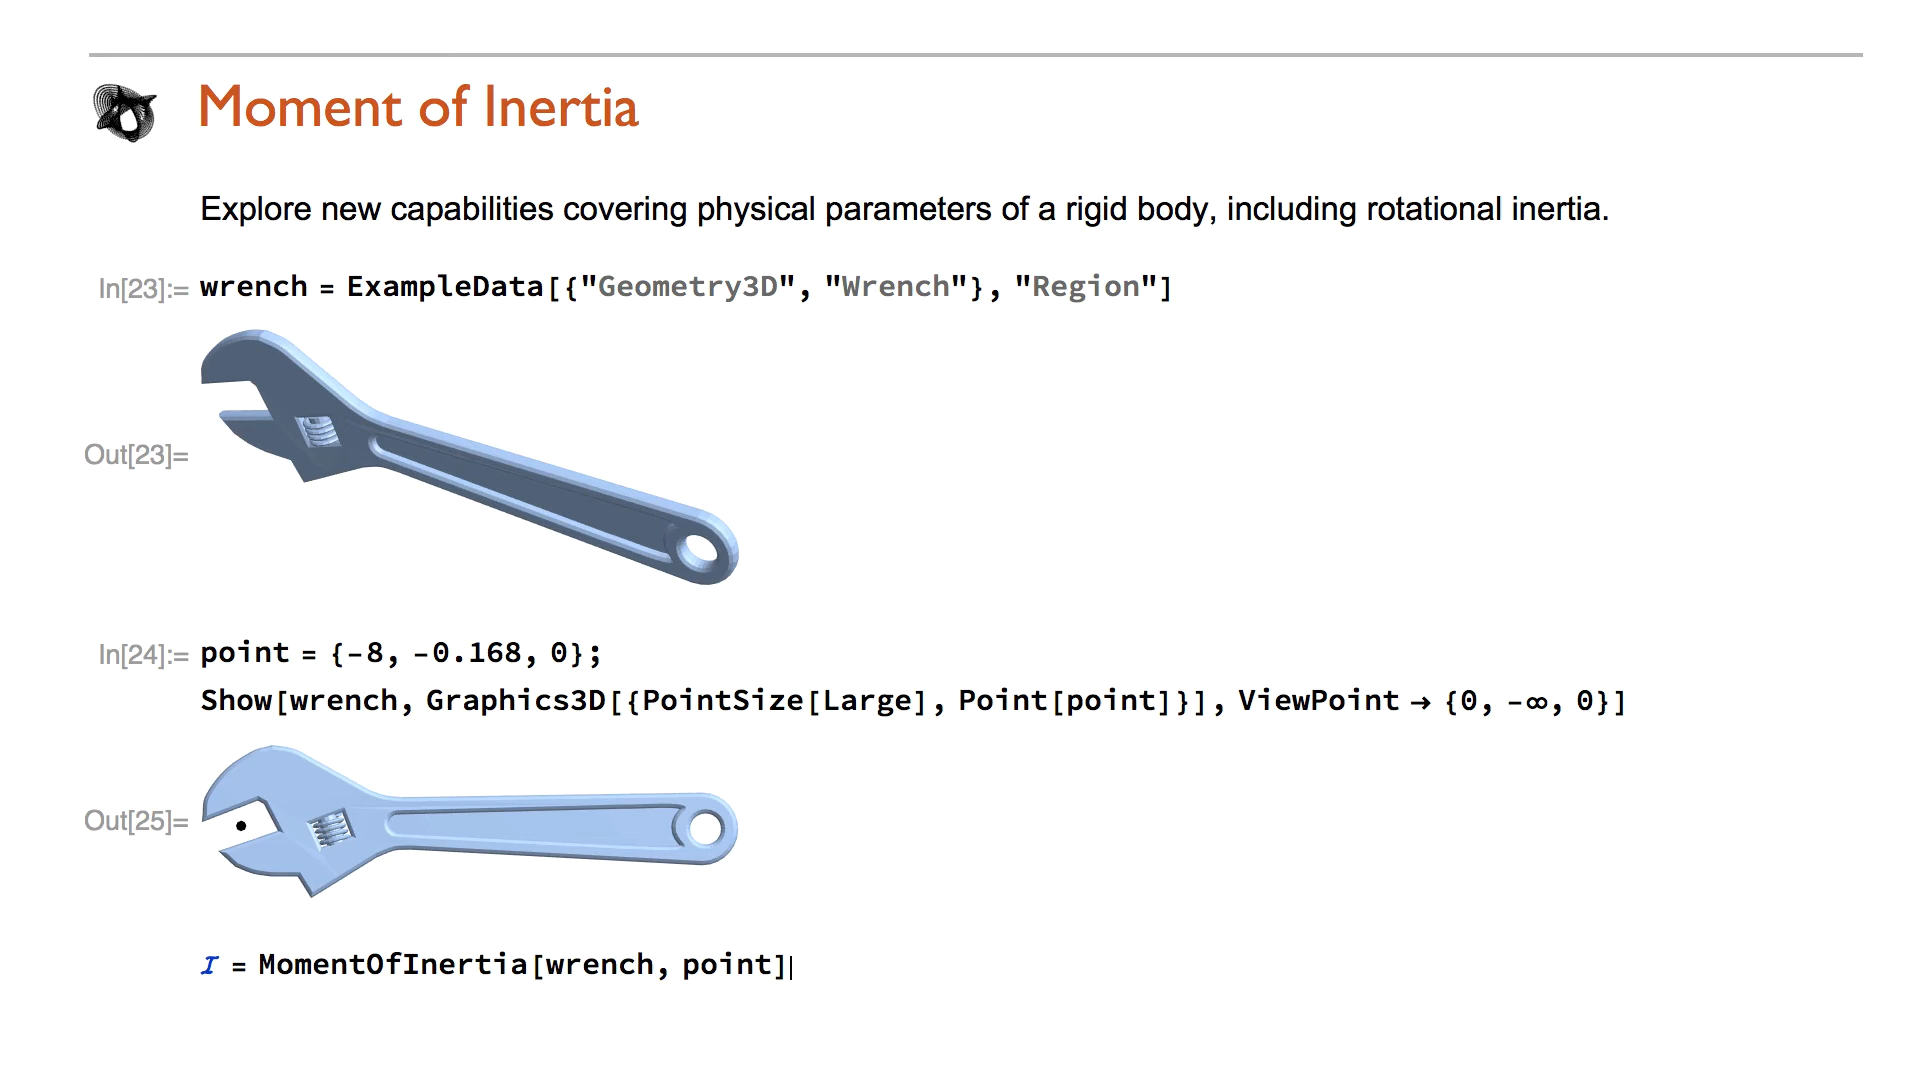 Moment of Inertia
Explore new capabilities covering physical parameters of a rigid body, including rotational inertia.
In[23]:= wrench = ExampleData[{"Geometry3D", "Wrench"}, "Region"]
Out[23]=
In[24]:= point = {-8, -0.168, 0};
Show[wrench, Graphics3D[{PointSize[Large], Point[point]}], ViewPoint → {0, -∞, 0}]
Out[25]=
ℐ = MomentOfInertia[wrench, point]